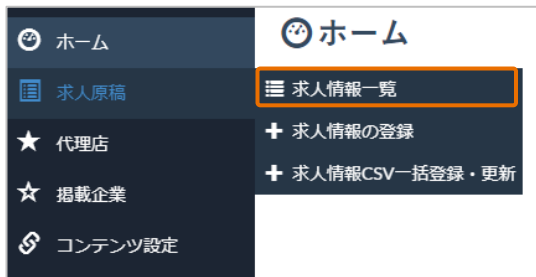 ホーム
求人原稿
代理店
掲載企業
コンテンツ設定
ホーム
求人情報一覧
求人情報の登録
求人情報CSV一括登録・更新